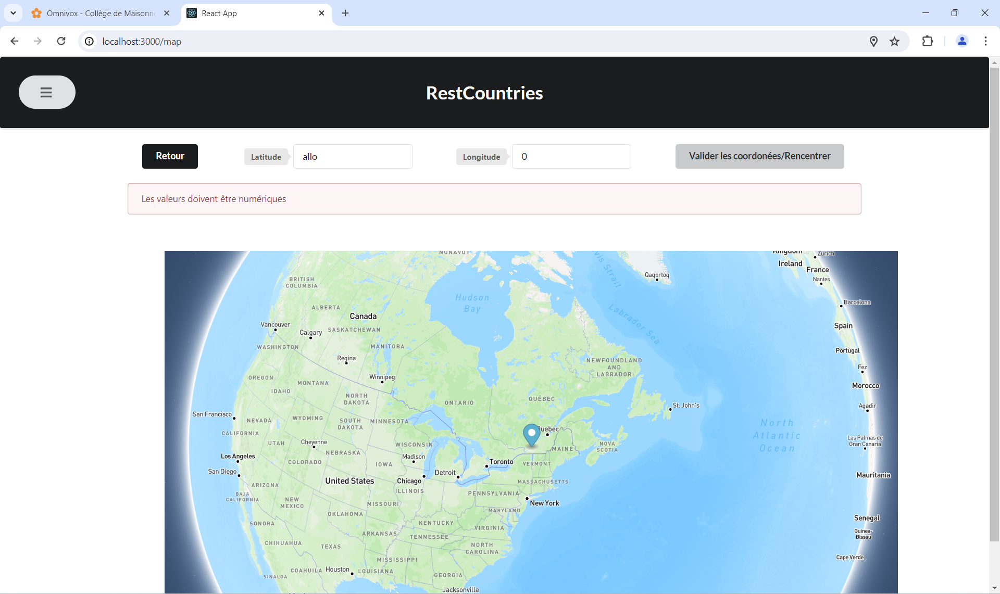 Omnivox - Collège de Maisonn
React App
localhost:3000/map
RestCountries
Retour
Latitude
allo
Longitude
0
Valider les coordonées/Rencentrer
Les valeurs doivent être numériques
NUNAVUT
Kingdom
Zurich
Ireland
France
Nantes
Qaqortoq
BRITISH
COLUMBIA
Hudson
Bay
Barcelona
ALBERTA
Canada
Labrador Sea
Vancouver
Calgary
SASKATCHEWAN
Spain
WASHINGTON
MANITOBA
Portugal
Regina
NEWFOUNDLAND
AND
LABRADOR
Fez
OREGON
Winnipeg
MONTANA
Morocco
IDAHO
NORTH
DAKOTA
ONTARIO
QUÉBEC
St. John's
Agadir
San Francisco
NEVADA
WYOMING
SOUTH
DAKOTA
MINNESOTA
North
Atlantic
Ocean
CALIFORNIA
Quebec
UTAH
Cheyenne
WISCONSIN
MAINE
NOVA
SCOTIA
Las Palmas de
Gran Canaria
NEBRASKA
Los Angeles
COLORADO
IOWA
Madison
Toronto
VERMONT
San Diego
Detroit
Mauritania
ARIZONA
United States
Chicago
MASSACHUSETTS
ILLINOIS
BAJA
CALIFORNIA
NEW
MEXICO
PENNSYLVANIA
MISSOURI
New York
OKLAHOMA
MARYLAND
Senegal
SONORA
KENTUCKY
VIRGINIA
Guinea-
Bissau
ARKANSAS
TENNESSEE
CHIHUAHUA
TEXAS
NORTH
CAROLINA
MISSISSIPPI
Cape Verde
COAHUILA
Houston
LOUISIANA
SINALOA
GEORGIA
Jacksonville